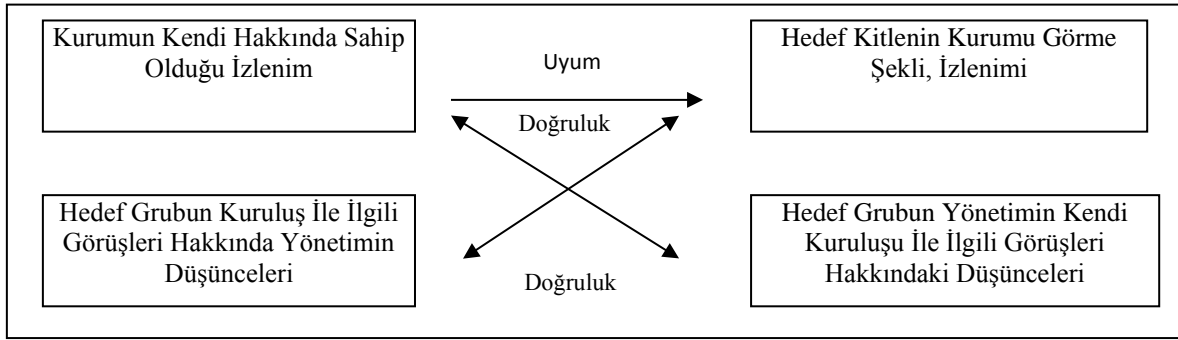 Kurumun Kendi Hakkında Sahip
Olduğu İzlenim
Uyum
Hedef Kitlenin Kurumu Görme
Şekli, İzlenimi
Doğruluk
Hedef Grubun Kuruluş İle İlgili
Görüşleri Hakkında Yönetimin
Düşünceleri
Doğruluk
Hedef Grubun Yönetimin Kendi
Kuruluşu İle İlgili Görüşleri
Hakkındaki Düşünceleri